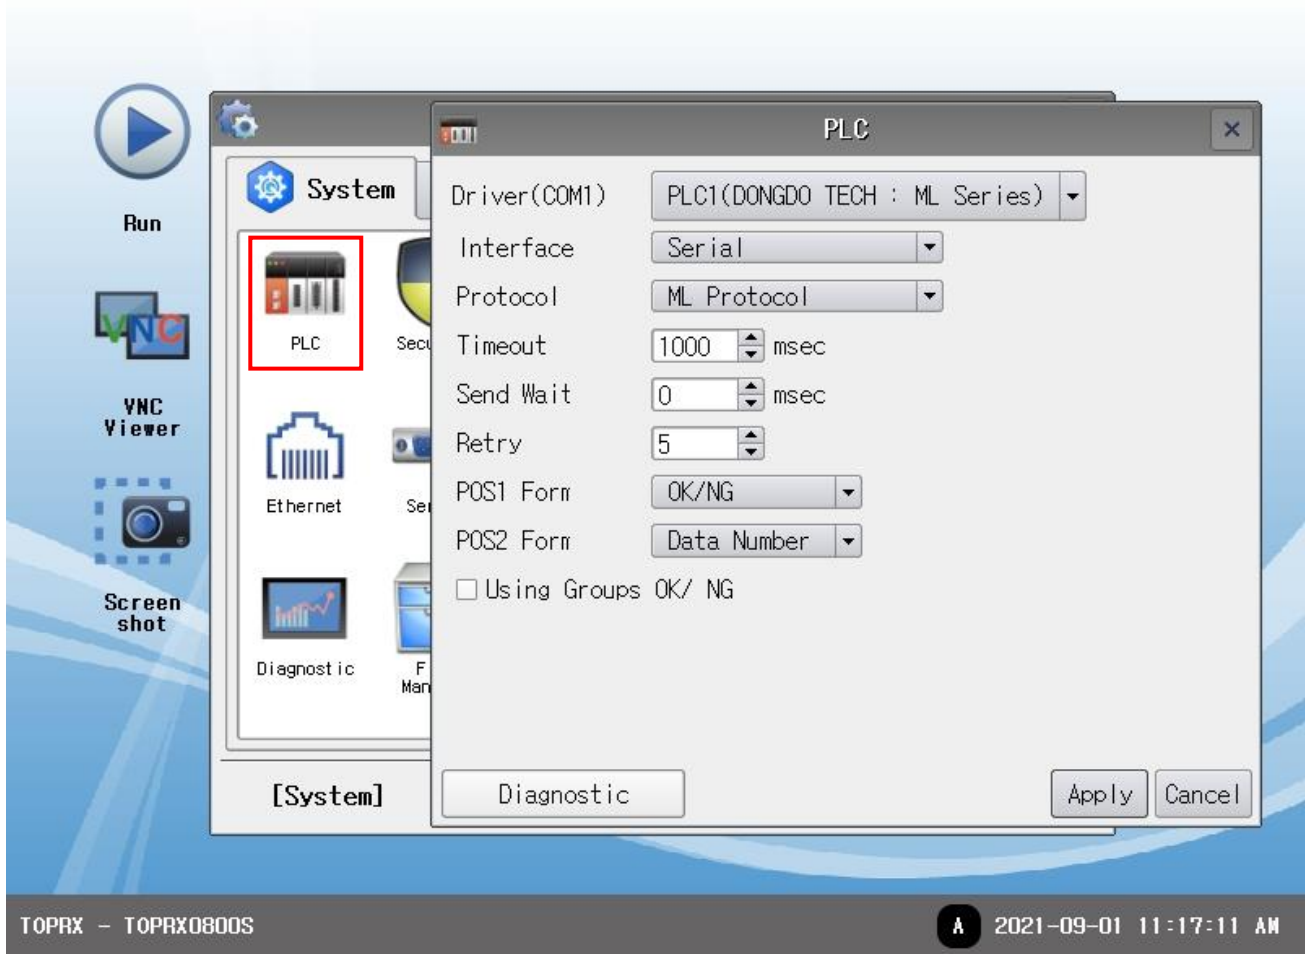 Run
VNC
Viewer
Screen
shot
System
PLC
Ethernet
Diagnostic
[System]
PLC
Driver(COM1) PLC1(DONGDO TECH : ML Series)
Interface Serial
Protocol ML Protocol
Timeout 1000 msec
Send Wait 0 msec
Retry 5
POS1 Form OK/NG
POS2 Form Data Number
Using Groups OK/ NG
Diagnostic Apply Cancel
TOPRX - TOPRX0800S A 2021-09-01 11:17:11 AM